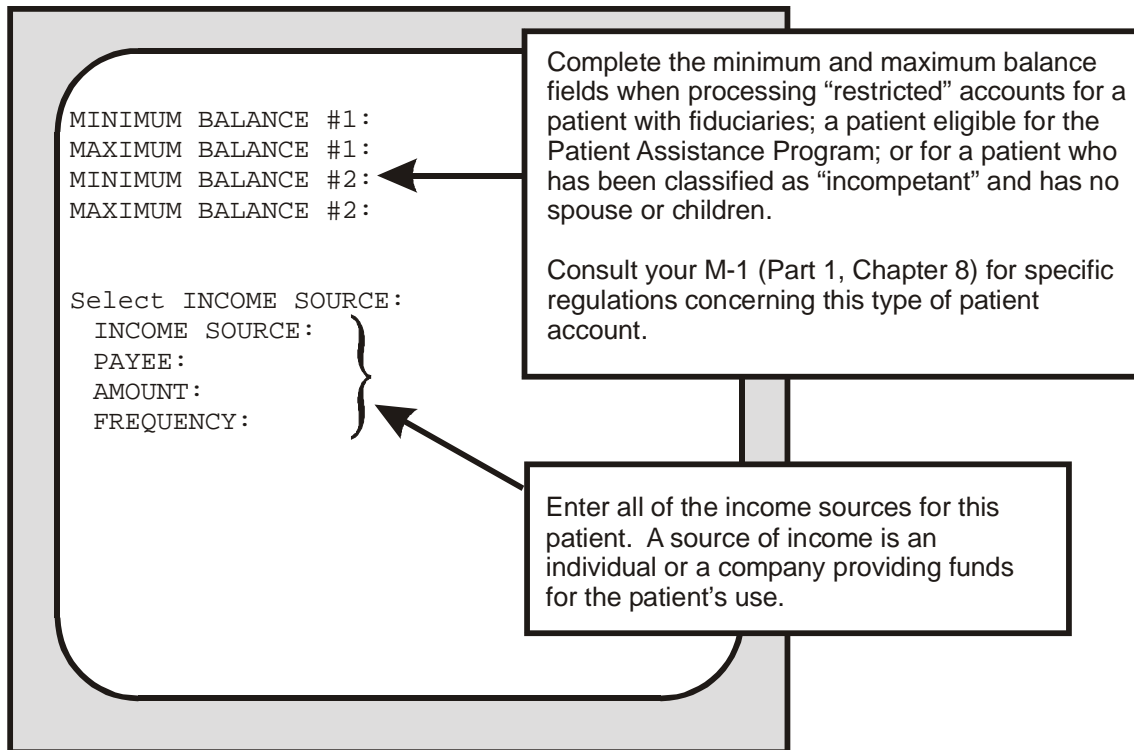 MINIMUM BALANCE #1:
MAXIMUM BALANCE #1:
MINIMUM BALANCE #2:
MAXIMUM BALANCE #2:
Select INCOME SOURCE:
INCOME SOURCE:
PAYEE:
AMOUNT:
FREQUENCY:
Complete the minimum and maximum balance
fields when processing “restricted” accounts for a
patient with fiduciaries; a patient eligible for the
Patient Assistance Program; or for a patient who
has been classified as “incompetant” and has no
spouse or children.
Consult your M-1 (Part 1, Chapter 8) for specific
regulations concerning this type of patient
account.
Enter all of the income sources for this
patient.  A source of income is an
individual or a company providing funds
for the patient’s use.